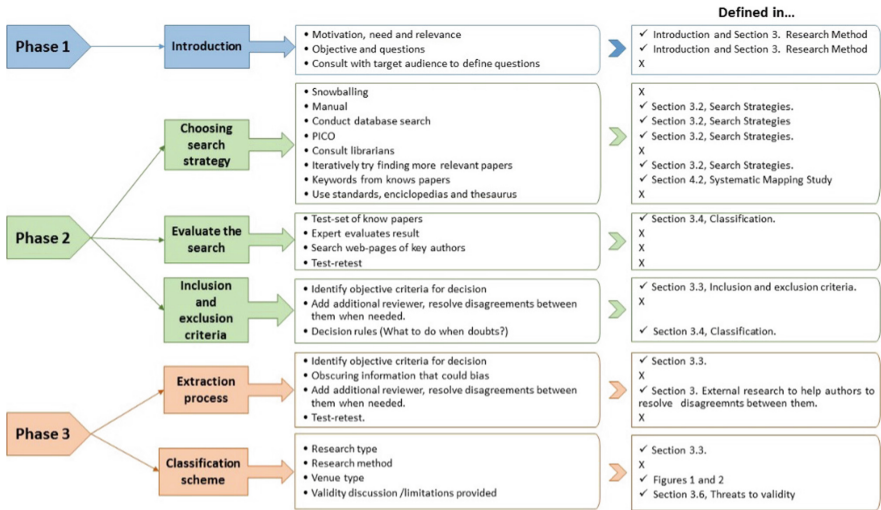 Defined in...
Phase 1
Introduction
• Motivation, need and relevance
• Objective and questions
• Consult with target audience to define questions
✓ Introduction and Section 3. Research Method
✓ Introduction and Section 3. Research Method
X
Phase 2
Choosing
search
strategy
• Snowballing
• Manual
• Conduct database search
• PICO
• Consult librarians
• Iteratively try finding more relevant papers
• Keywords from knows papers
• Use standards, enciclopedias and thesaurus
X
✓ Section 3.2, Search Strategies.
✓ Section 3.2, Search Strategies
✓ Section 3.2, Search Strategies.
X
✓ Section 3.2, Search Strategies.
✓ Section 4.2, Systematic Mapping Study
X
Evaluate the
search
• Test-set of know papers
• Expert evaluates result
• Search web-pages of key authors
• Test-retest
✓ Section 3.4, Classification.
X
X
X
Inclusion
and
exclusion
criteria
• Identify objective criteria for decision
• Add additional reviewer, resolve disagreements between
them when needed.
• Decision rules (What to do when doubts?)
✓ Section 3.3, Inclusion and exclusion criteria.
X
✓ Section 3.4, Classification.
Phase 3
Extraction
process
• Identify objective criteria for decision
• Obscuring information that could bias
• Add additional reviewer, resolve disagreements between
them when needed.
• Test-retest.
✓ Section 3.3.
X
✓ Section 3. External research to help authors to
resolve disagreemnts between them.
X
Classification
scheme
• Research type
• Research method
• Venue type
• Validity discussion /limitations provided
✓ Section 3.3.
X
✓ Figures 1 and 2
✓ Section 3.6, Threats to validity